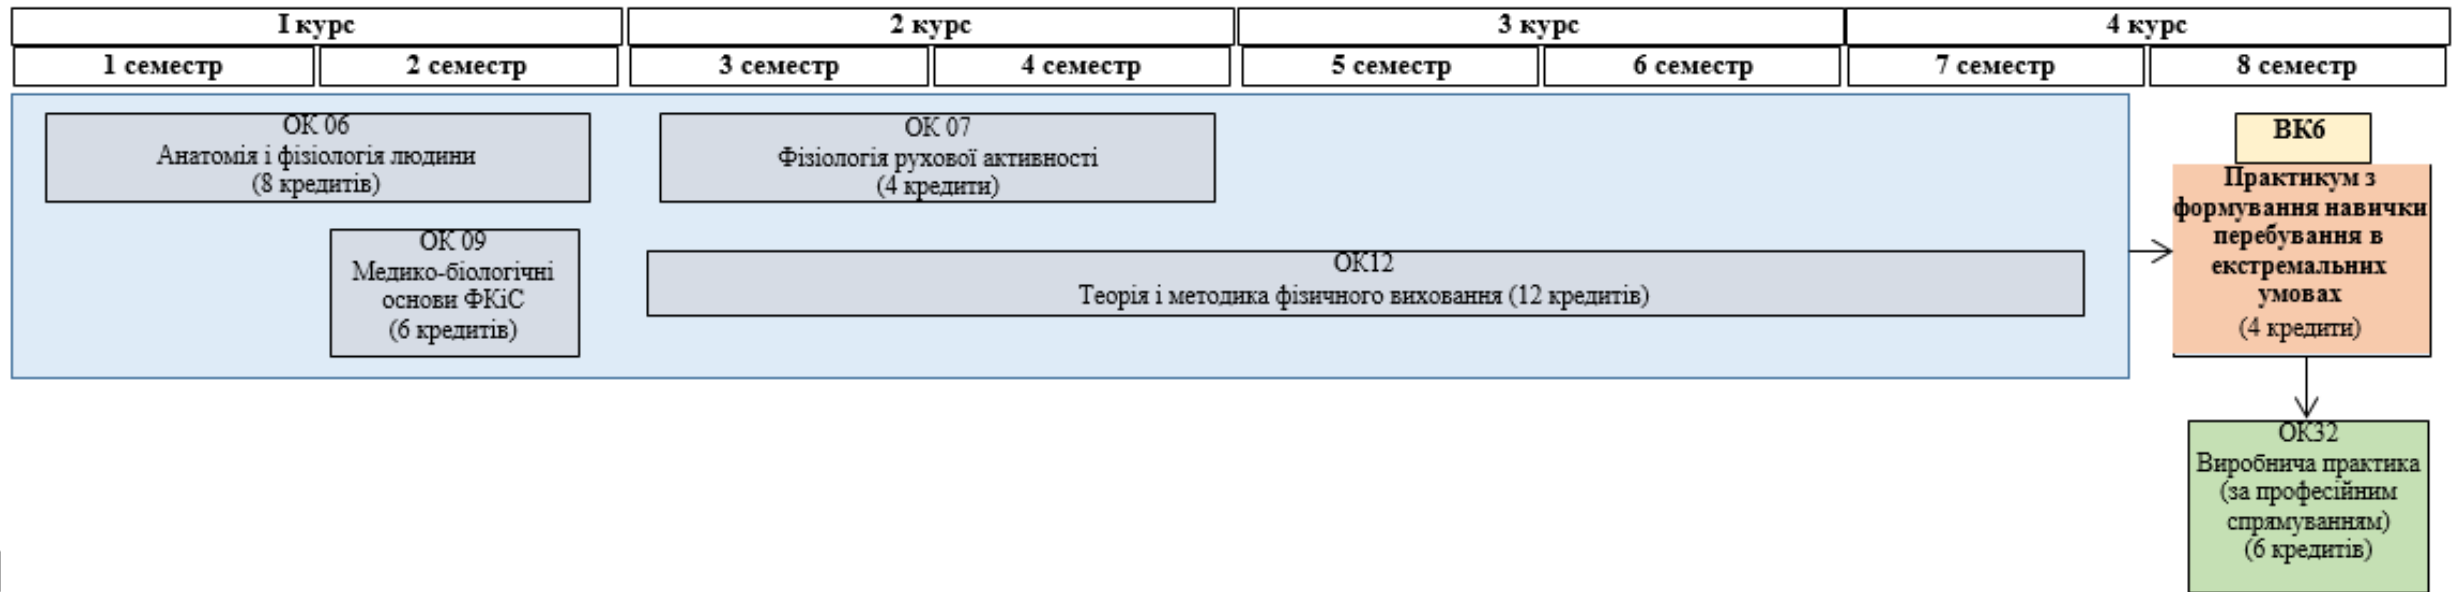 I курс
2 курс
3 курс
4 курс
1 семестр
2 семестр
3 семестр
4 семестр
5 семестр
6 семестр
7 семестр
8 семестр
ОК 06
Анатомія і фізіологія людини
(8 кредитів)
ОК 07
Фізіологія рухової активності
(4 кредити)
ОК 09
Медико-біологічні
основи ФКіС
(6 кредитів)
ОК12
Теорія і методика фізичного виховання (12 кредитів)
ВК6
Практикум з
формування навички
перебування в
екстремальних
умовах
(4 кредити)
ОК32
Виробнича практика
(за професійним
спрямуванням)
(6 кредитів)